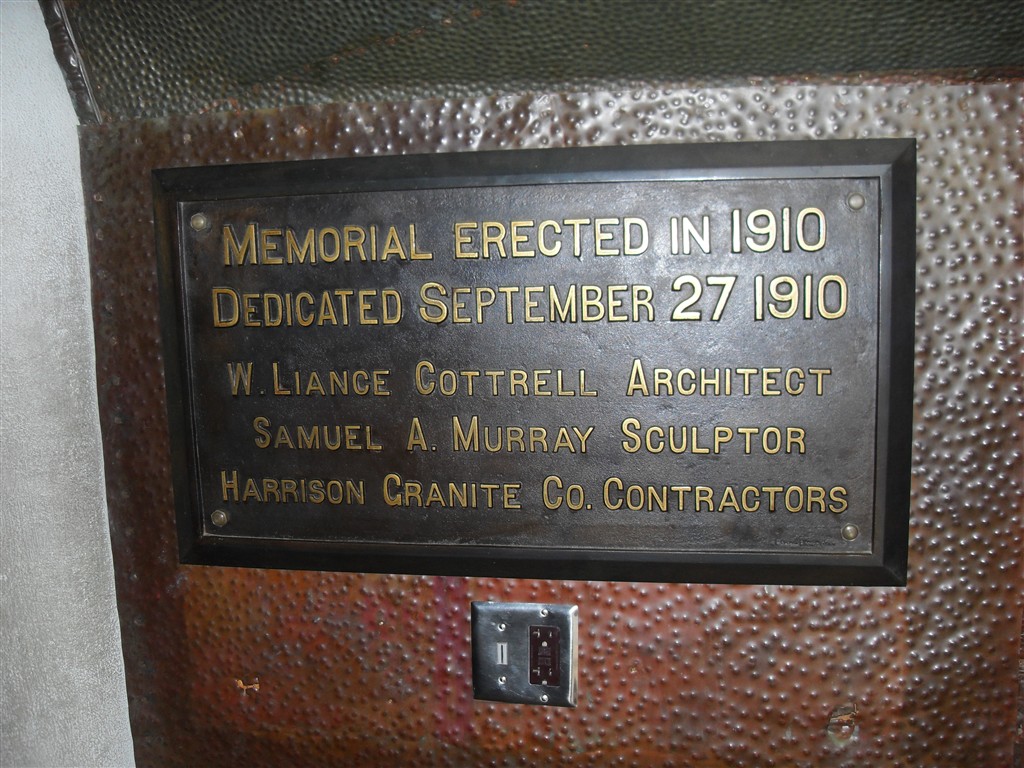 MEMORIAL ERECTED IN 1910
DEDICATED SEPTEMBER 27 1910
W. LIANCE COTTRELL ARCHITECT
SAMUEL A. MURRAY SCULPTOR
HARRISON GRANITE CO. CONTRACTORS